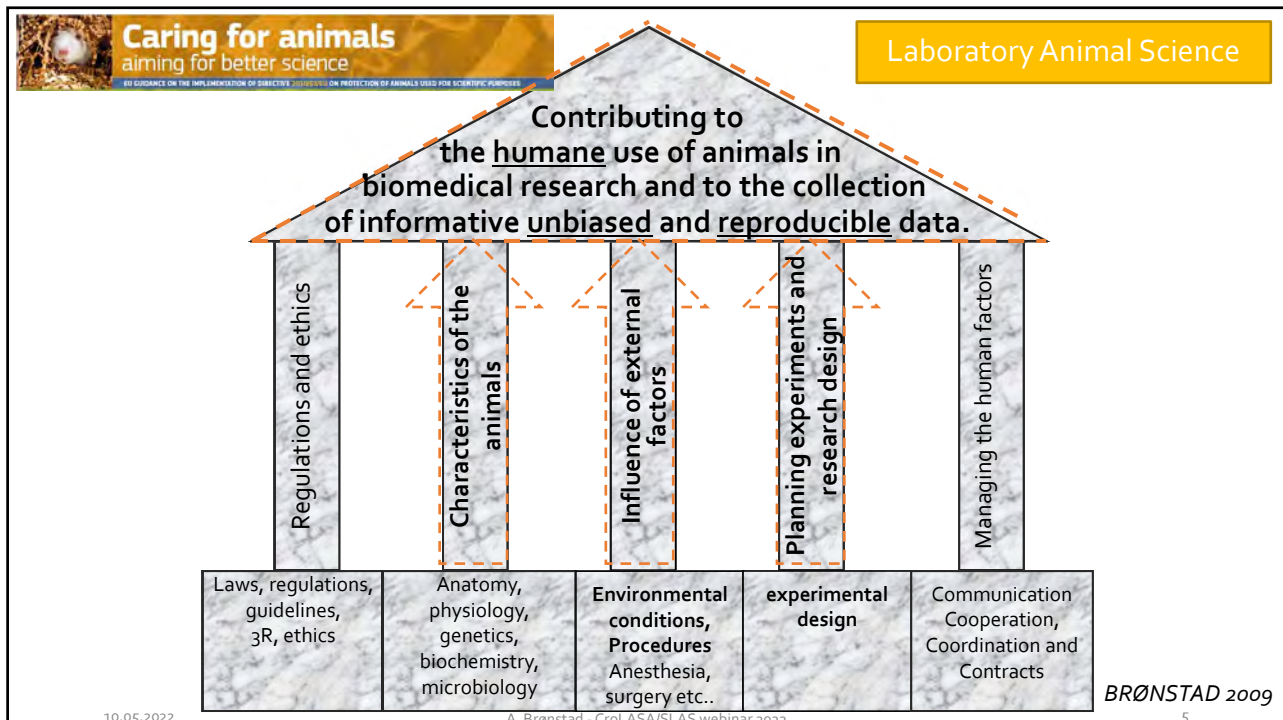 Caring for animals
aiming for better science
EU GUIDANCE ON THE IMPLEMENTATION OF DIRECTIVE 2010/63/EU ON PROTECTION OF ANIMALS USED FOR SCIENTIFIC PURPOSES
Laboratory Animal Science
Contributing to
the humane use of animals in
biomedical research and to the collection
of informative unbiased and reproducible data.
Regulations and ethics
Characteristics of the
animals
Influence of external
factors
Planning experiments and
research design
Managing the human factors
Laws, regulations,
guidelines,
3R, ethics
Anatomy,
physiology,
genetics,
biochemistry,
microbiology
Environmental
conditions,
Procedures
Anesthesia,
surgery etc..
experimental
design
Communication
Cooperation,
Coordination and
Contracts
BRØNSTAD 2009
10.05.2022
A. Brønstad - CroLASA/SLAS webinar 2022
5